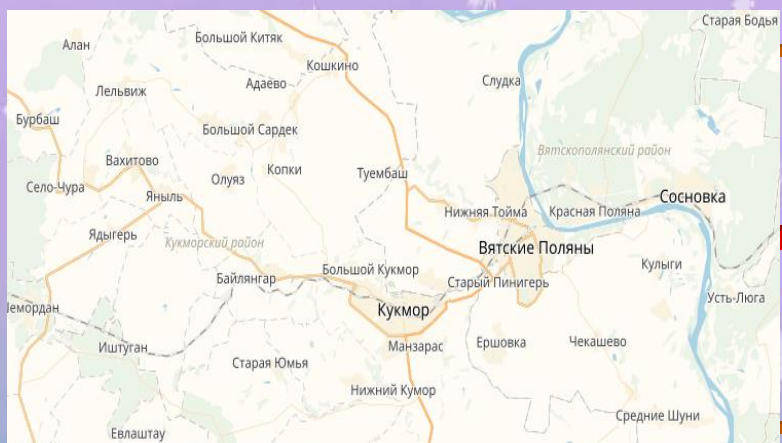 Старая Бодья
Большой Китяк
Алан
Кошкино
Адаево
Слудка
Лельвиж
Бурбаш
Большой Сардек
Вятскополянский район
Вахитово
Копки
Туембаш
Олуяз
Село-Чура
Яныль
Сосновка
Нижняя Тойма
Красная Поляна
Ядыгерь
Кукморский район
Вятские Поляны
Кулыги
Большой Кукмор
Байлянгар
Старый Пинигерь
Усть-Люга
Кукмор
Иштуган
Манзарас
Ершовка
Чекашево
Старая Юмья
Нижний Кумор
Средние Шуни
Евлаштау